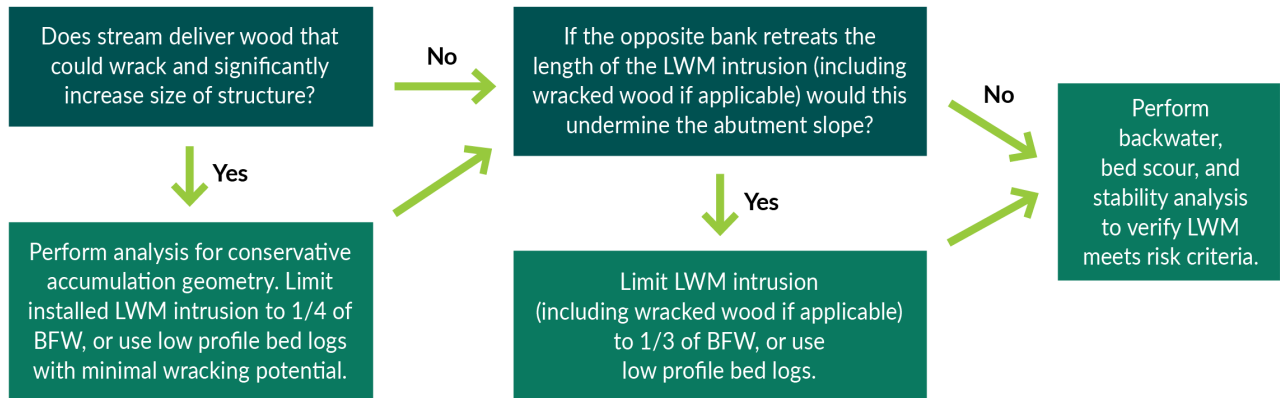 Does stream deliver wood that
could wrack and significantly
increase size of structure?
No
If the opposite bank retreats the
length of the LWM intrusion (including
wracked wood if applicable) would this
undermine the abutment slope?
No
Perform
backwater,
bed scour, and
stability analysis
to verify LWM
meets risk criteria.
Yes
Yes
Perform analysis for conservative
accumulation geometry. Limit
installed LWM intrusion to 1/4 of
BFW, or use low profile bed logs
with minimal wracking potential.
Limit LWM intrusion
(including wracked wood if applicable)
to 1/3 of BFW, or use
low profile bed logs.